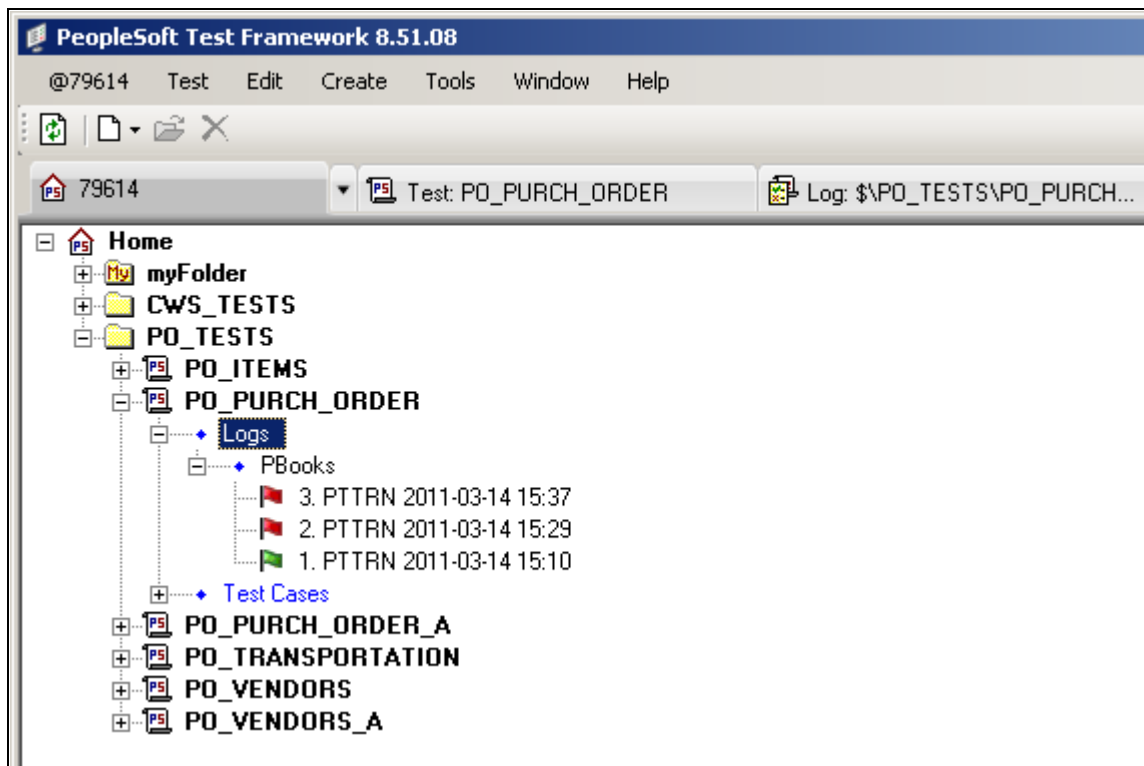 PeopleSoft Test Framework 8.51.08
@79614 Test Edit Create Tools Window Help
79614 Test: PO_PURCH_ORDER Log: $\PO_TESTS\PO_PURCH...
Home
myFolder
CWS_TESTS
PO_TESTS
PO_ITEMS
PO_PURCH_ORDER
Logs
PBooks
3. PTTRN 2011-03-14 15:37
2. PTTRN 2011-03-14 15:29
1. PTTRN 2011-03-14 15:10
Test Cases
PO_PURCH_ORDER_A
PO_TRANSPORTATION
PO_VENDORS
PO_VENDORS_A